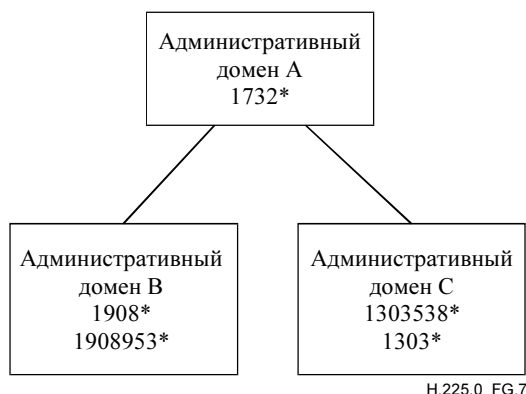 Административный
домен A
1732*
Административный
домен B
1908*
1908953*
Административный
домен C
1303538*
1303*
H.225.0_FG.7